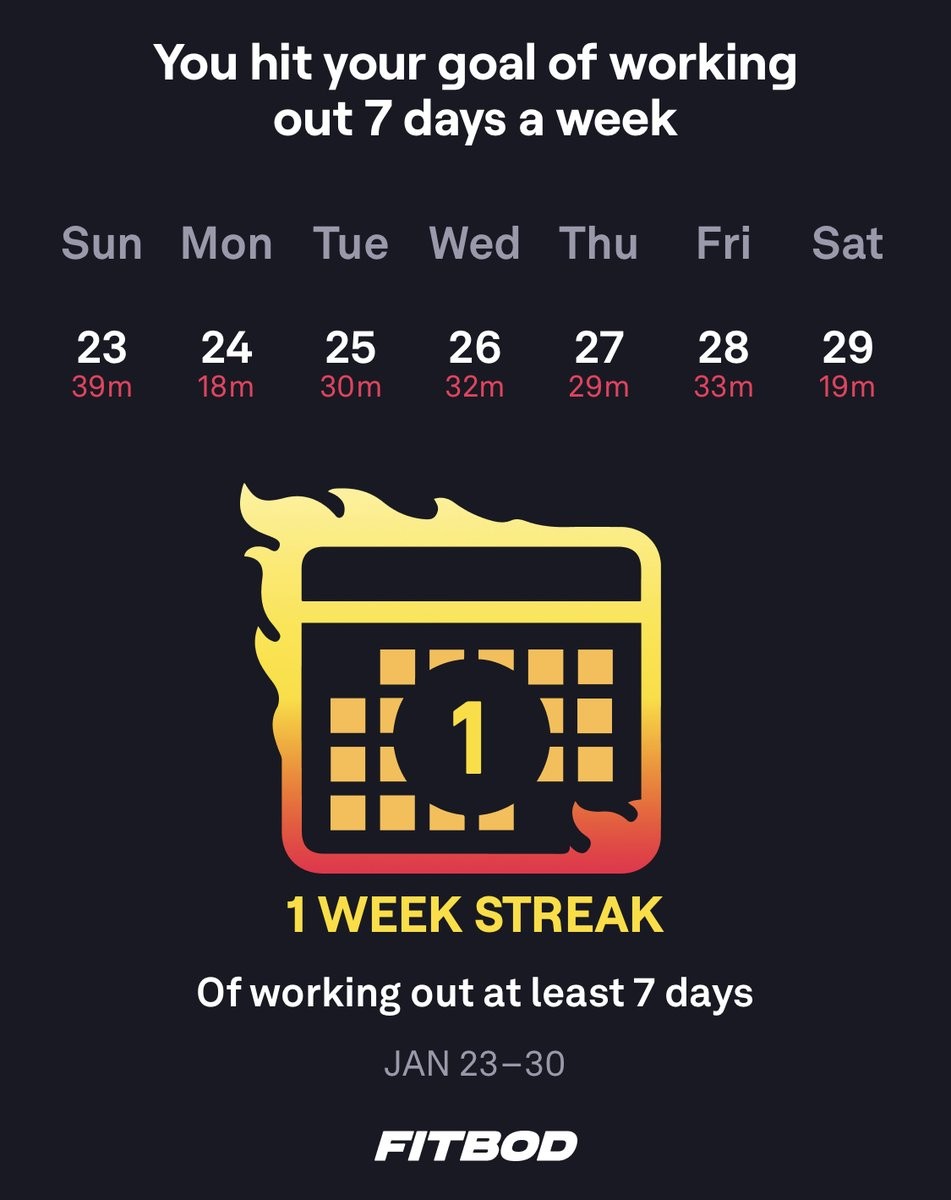 You hit your goal of working
out 7 days a week
Sun Mon Tue Wed Thu Fri Sat
23 24 25 26 27 28 29
39m 18m 30m 32m 29m 33m 19m
1
1 WEEK STREAK
Of working out at least 7 days
JAN 23–30
FITBOD